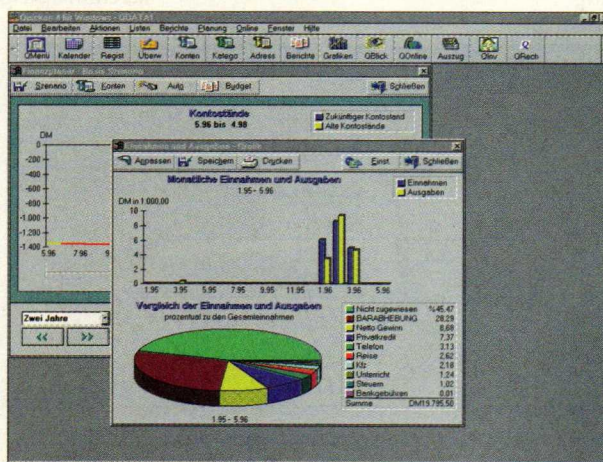 Quicken 4 für Windows - QDATA1
Datei Bearbeiten Aktionen Listen Berichte Planung Online Fenster Hilfe
QMenü Kalender Regist Überw Konten Katego Adress Berichte Grafiken QBlick QOnline Auszug QInv QRech
Szenario Konten Auto Budget Schließen
Kontostände
5.96 bis 4.98
Zukünftiger Kontostand
Alte Kontostände
DM
0
-200
-400
-600
-800
-1.000
-1.200
-1.400
5.96 7.96
Zwei Jahre
<< >>
Einnahmen und Ausgaben - Grafik
Anpassen Speichern Drucken Einst. Schließen
Monatliche Einnahmen und Ausgaben
1.95 - 5.96
Einnahmen
Ausgaben
DM in 1.000,00
10
8
6
4
2
0
1.95 3.95 5.95 7.95 9.95 11.95 1.96 3.96 5.96
Vergleich der Einnahmen und Ausgaben
prozentual zu den Gesamteinnahmen
Nicht zugewiesen %45,47
BARABHEBUNG 28,29
Netto Gewinn 8,68
Privatkredit 7,37
Telefon 3,13
Reise 2,62
Kfz 2,18
Unterricht 1,24
Steuern 1,02
Bankgebühren 0,01
Summe DM19.795,50
1.95 - 5.96